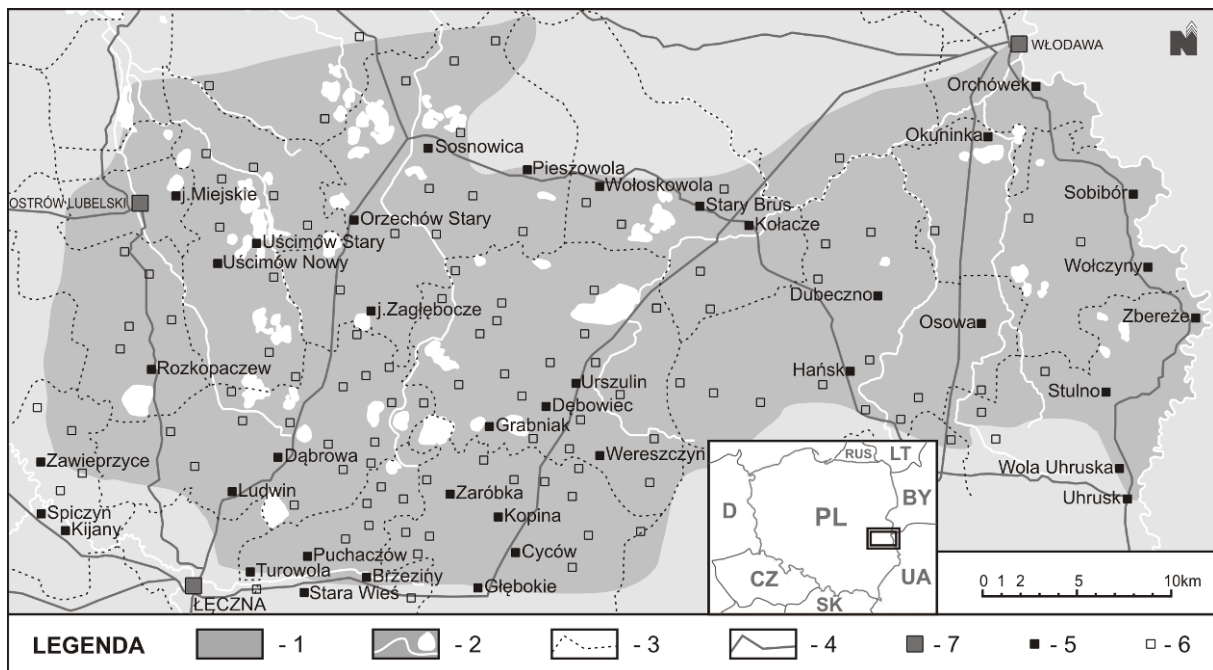 N
WŁODAWA
Orchówek
Okuninka
Sosnowica
Pieszowola
Wołoskowola
OSTRÓW LUBELSKI
j.Miejskie
Sobibór
Stary Brus
Orzechów Stary
Kołacze
Uścimów Stary
Uścimów Nowy
Wołczyny
Dubeczno
j.Zagłębocze
Zbereże
Osowa
Rozkopaczew
Hańsk
Urszulin
Stulno
Dębowiec
Grabniak
Zawieprzyce
Dąbrowa
Wereszczyń
Wola Uhruska
Ludwin
Zaróbka
Uhrusk
Spiczyń
Kijany
Kopina
Puchaczów
Cyców
Turowola
Brzeziny
Głębokie
ŁĘCZNA
Stara Wieś
RUS LT
D PL BY
CZ UA
SK
0 1 2 5 10km
LEGENDA - 1 - 2 - 3 - 4 - 7 - 5 - 6